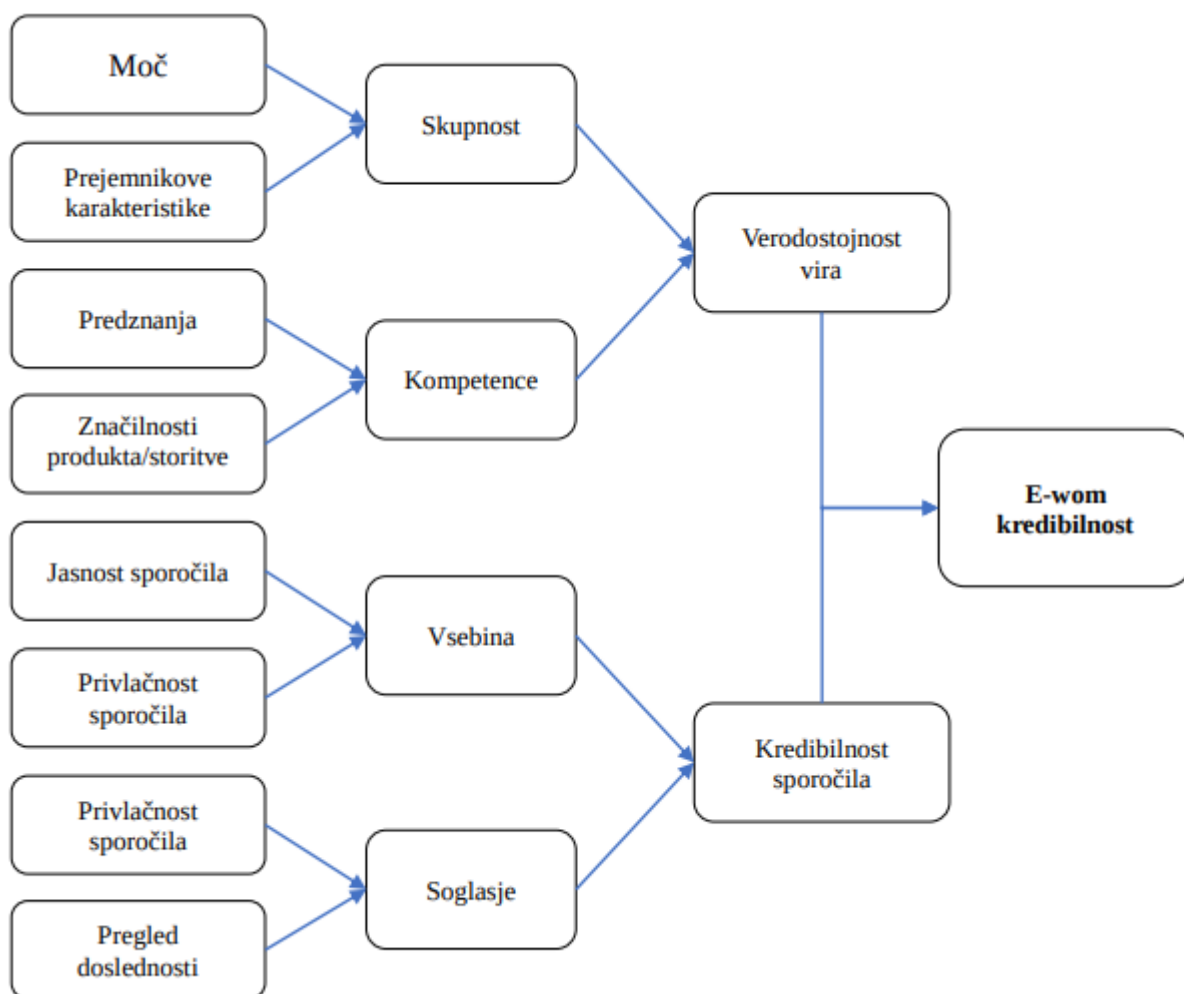 Moč
Prejemnikove
karakteristike
Predznanja
Značilnosti
produkta/storitve
Jasnost sporočila
Privlačnost
sporočila
Privlačnost
sporočila
Pregled
doslednosti
Skupnost
Kompetence
Vsebina
Soglasje
Verodostojnost
vira
Kredibilnost
sporočila
E-wom
kredibilnost